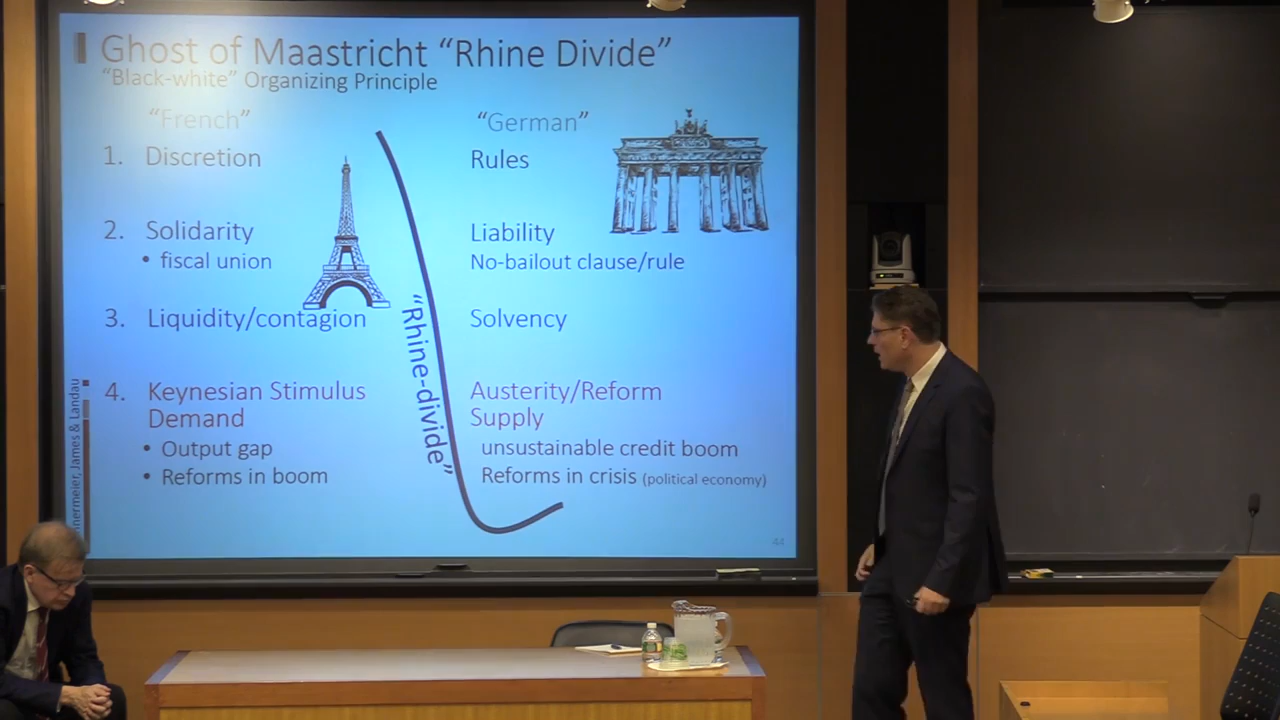 Ghost of Maastricht “Rhine Divide”
“Black-white” Organizing Principle
“French”
“German”
1. Discretion
Rules
2. Solidarity
Liability
• fiscal union
No-bailout clause/rule
3. Liquidity/contagion
Solvency
“Rhine-divide”
4. Keynesian Stimulus
Demand
Austerity/Reform
Supply
• Output gap
unsustainable credit boom
• Reforms in boom
Reforms in crisis (political economy)
James & Landau
44